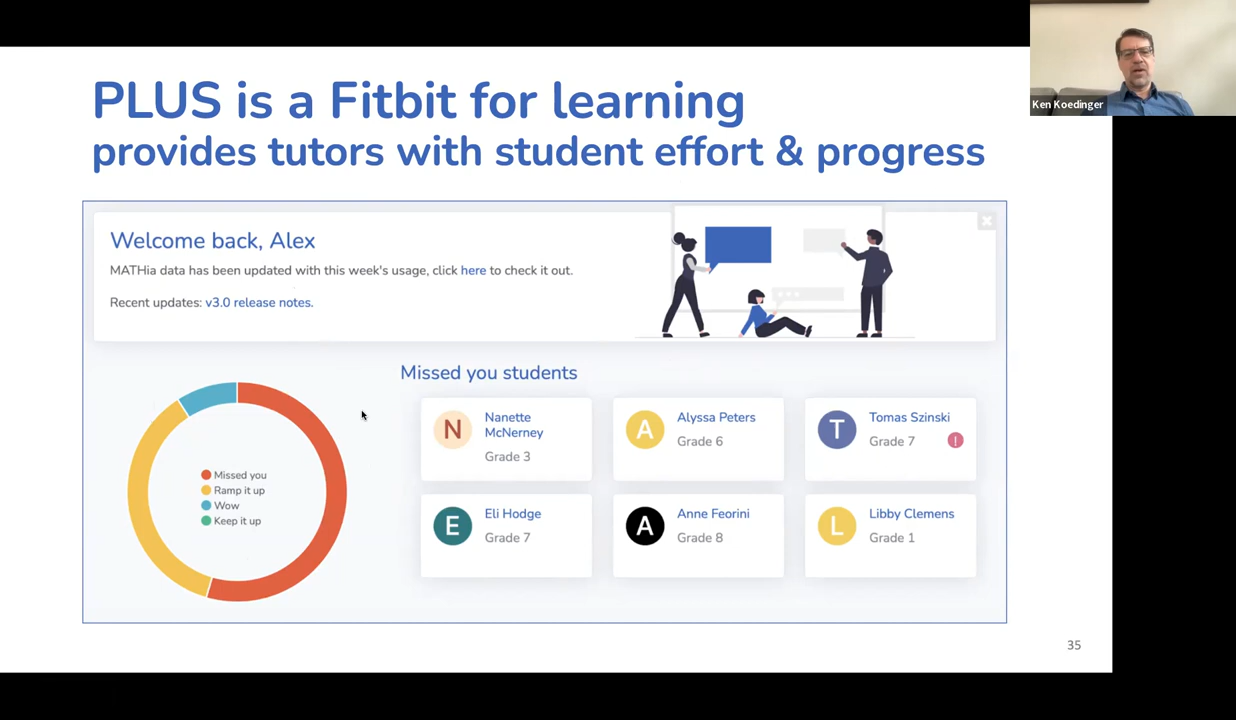 PLUS is a Fitbit for learning
provides tutors with student effort & progress
Ken Koedinger
Welcome back, Alex
MATHia data has been updated with this week's usage, click here to check it out.
Recent updates: v3.0 release notes.
Missed you
Ramp it up
Wow
Keep it up
Missed you students
N
Nanette
McNerney
Grade 3
A
Alyssa Peters
Grade 6
T
Tomas Szinski
Grade 7
!
E
Eli Hodge
Grade 7
A
Anne Feorini
Grade 8
L
Libby Clemens
Grade 1
35